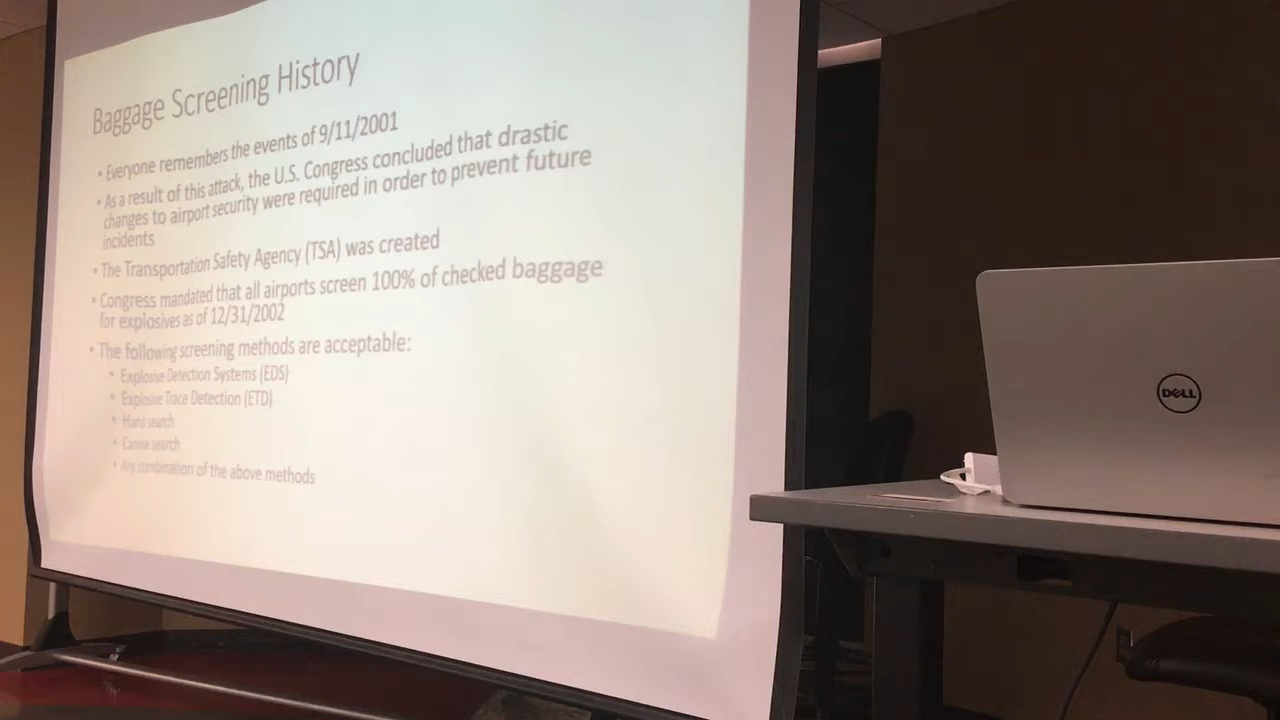 Baggage Screening History
• Everyone remembers the events of 9/11/2001
• As a result of this attack, the U.S. Congress concluded that drastic
changes to airport security were required in order to prevent future
incidents
• The Transportation Safety Agency (TSA) was created
• Congress mandated that all airports screen 100% of checked baggage
for explosives as of 12/31/2002
• The following screening methods are acceptable:
• Explosive Detection Systems (EDS)
• Explosive Trace Detection (ETD)
• Hand search
• Canine search
• Any combination of the above methods
DELL